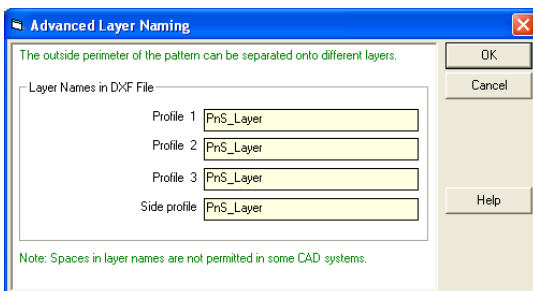 Advanced Layer Naming
The outside perimeter of the pattern can be separated onto different layers.
OK
Cancel
Layer Names in DXF File
Profile 1 PnS_Layer
Profile 2 PnS_Layer
Profile 3 PnS_Layer
Side profile PnS_Layer
Help
Note: Spaces in layer names are not permitted in some CAD systems.